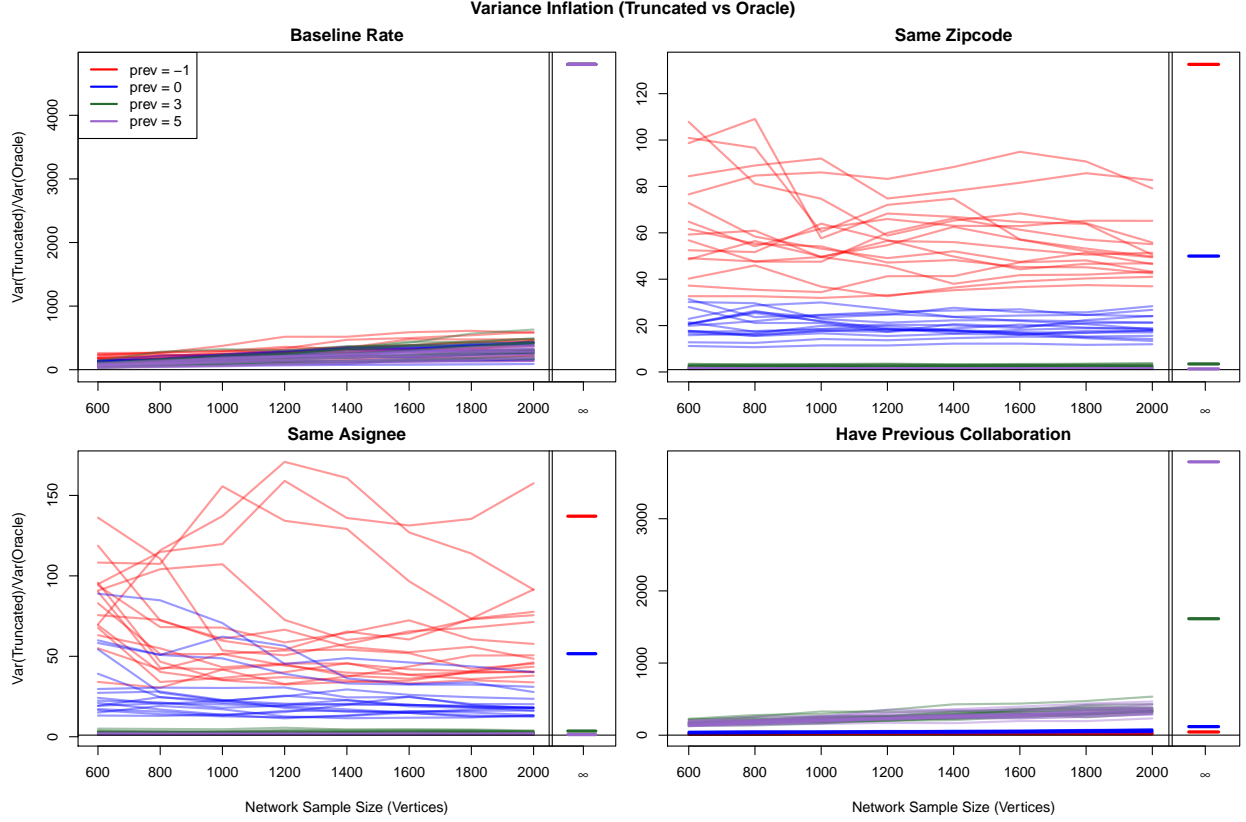 Variance Inflation (Truncated vs Oracle)
Baseline Rate
Same Zipcode
Var(Truncated)/Var(Oracle)
0 1000 2000 3000 4000
prev = −1
prev = 0
prev = 3
prev = 5
600 800 1000 1200 1400 1600 1800 2000 ∞
0 20 40 60 80 100 120
600 800 1000 1200 1400 1600 1800 2000 ∞
Same Asignee
Have Previous Collaboration
Var(Truncated)/Var(Oracle)
0 50 100 150
600 800 1000 1200 1400 1600 1800 2000 ∞
0 1000 2000 3000
600 800 1000 1200 1400 1600 1800 2000 ∞
Network Sample Size (Vertices)
Network Sample Size (Vertices)